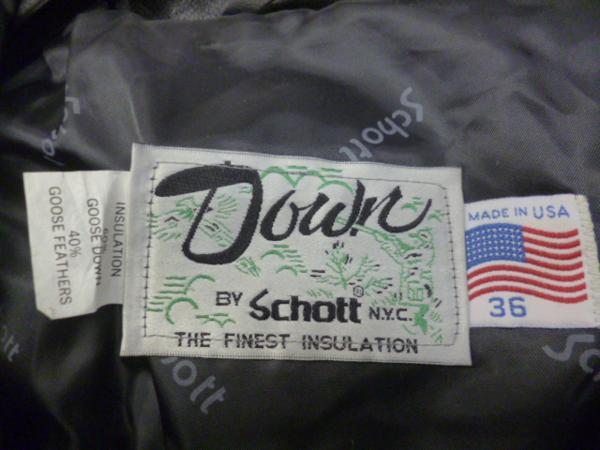 Down
BY Schott® N.Y.C.
THE FINEST INSULATION
MADE IN USA
36
INSULATION
GOOSE DOWN
40%
GOOSE FEATHERS
Schott
Schott
Schott